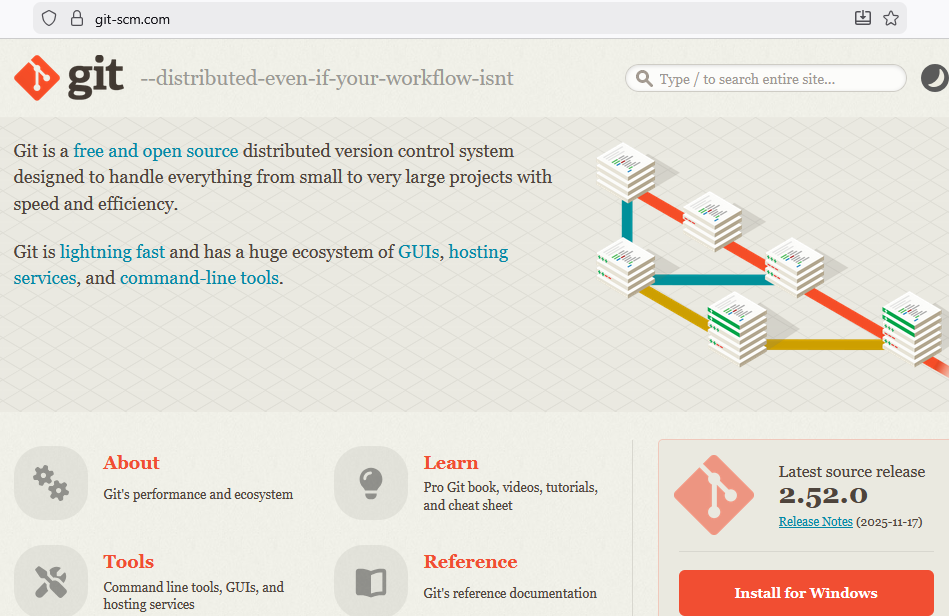 git-scm.com
git
--distributed-even-if-your-workflow-isnt
Type / to search entire site...
Git is a free and open source distributed version control system
designed to handle everything from small to very large projects with
speed and efficiency.
Git is lightning fast and has a huge ecosystem of GUIs, hosting
services, and command-line tools.
About
Git's performance and ecosystem
Learn
Pro Git book, videos, tutorials,
and cheat sheet
Tools
Command line tools, GUIs, and
hosting services
Reference
Git's reference documentation
Latest source release
2.52.0
Release Notes (2025-11-17)
Install for Windows